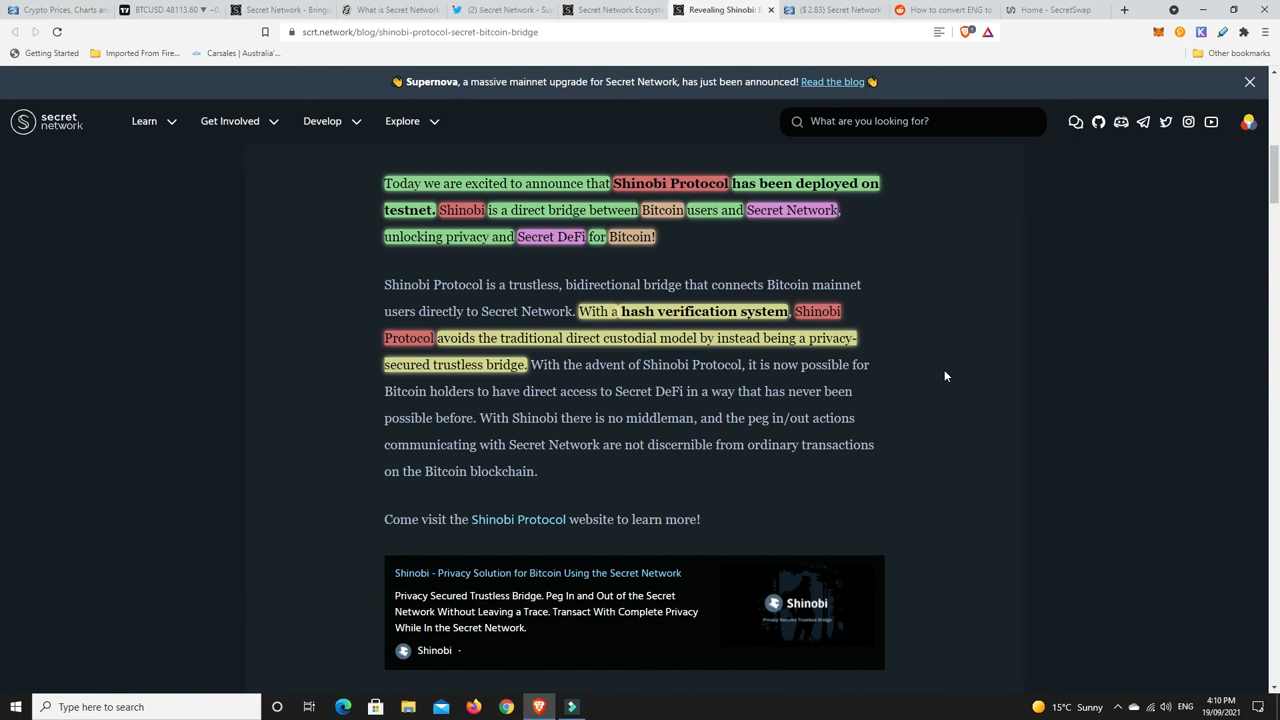 Crypto Prices, Charts and
BTCUSD 48113.60 ▼ −0.
Secret Network - Bring
What is Secret Network
(2) Secret Network - Su
Secret Network Ecosyst
Revealing Shinobi: B
($ 2.83) Secret Network
How to convert ENG to
Home - SecretSwap
scrt.network/blog/shinobi-protocol-secret-bitcoin-bridge
Getting Started
Imported From Fire...
Carsales | Australia'...
Other bookmarks
Supernova, a massive mainnet upgrade for Secret Network, has just been announced! Read the blog
secret network
Learn
Get Involved
Develop
Explore
What are you looking for?
Today we are excited to announce that Shinobi Protocol has been deployed on
testnet. Shinobi is a direct bridge between Bitcoin users and Secret Network,
unlocking privacy and Secret DeFi for Bitcoin!
Shinobi Protocol is a trustless, bidirectional bridge that connects Bitcoin mainnet
users directly to Secret Network. With a hash verification system, Shinobi
Protocol avoids the traditional direct custodial model by instead being a privacy-
secured trustless bridge. With the advent of Shinobi Protocol, it is now possible for
Bitcoin holders to have direct access to Secret DeFi in a way that has never been
possible before. With Shinobi there is no middleman, and the peg in/out actions
communicating with Secret Network are not discernible from ordinary transactions
on the Bitcoin blockchain.
Come visit the Shinobi Protocol website to learn more!
Shinobi - Privacy Solution for Bitcoin Using the Secret Network
Privacy Secured Trustless Bridge. Peg In and Out of the Secret
Network Without Leaving a Trace. Transact With Complete Privacy
While In the Secret Network.
Shinobi ·
Shinobi
Privacy Secured Trustless Bridge
Type here to search
15°C Sunny
ENG
4:10 PM
19/09/2021